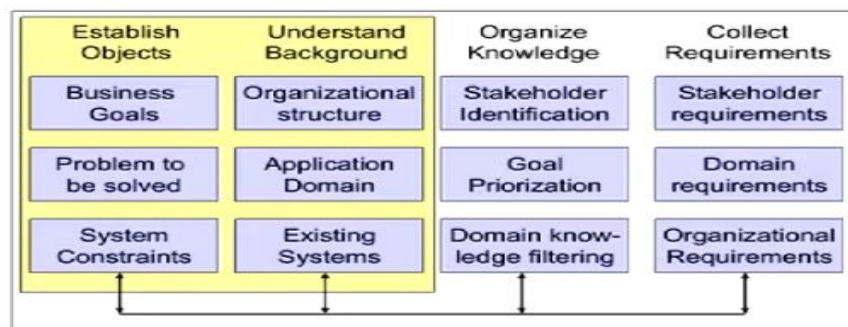 Establish
Objects
Understand
Background
Organize
Knowledge
Collect
Requirements
Business
Goals
Organizational
structure
Stakeholder
Identification
Stakeholder
requirements
Problem to
be solved
Application
Domain
Goal
Priorization
Domain
requirements
System
Constraints
Existing
Systems
Domain know-
ledge filtering
Organizational
Requirements